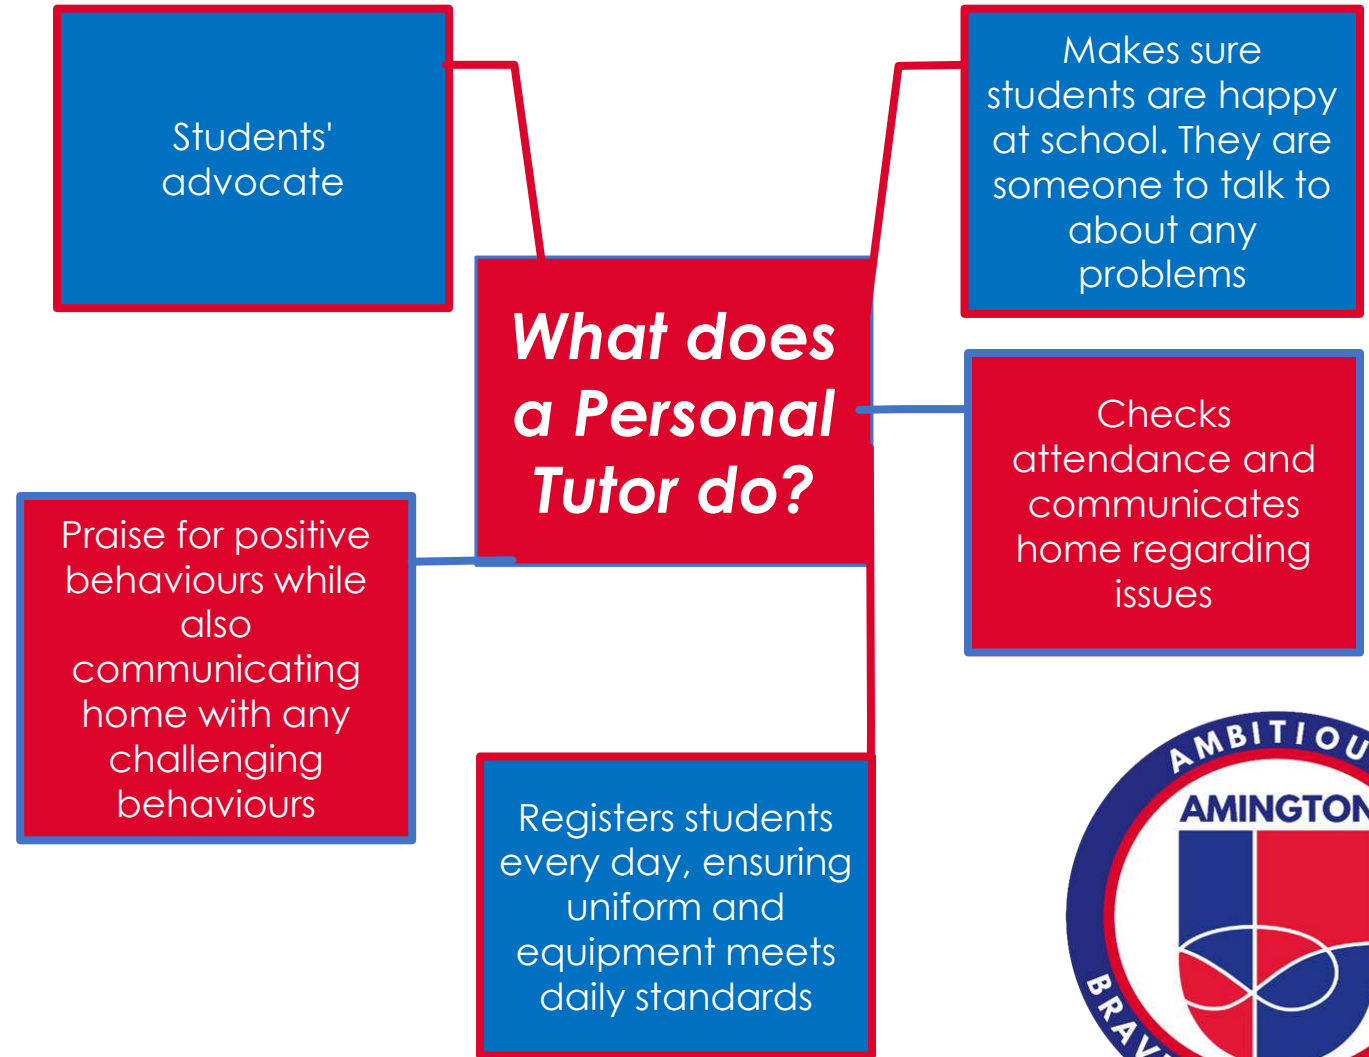 Students'
advocate
Makes sure
students are happy
at school. They are
someone to talk to
about any
problems
What does
a Personal
Tutor do?
Checks
attendance and
communicates
home regarding
issues
Praise for positive
behaviours while
also
communicating
home with any
challenging
behaviours
Registers students
every day, ensuring
uniform and
equipment meets
daily standards
AMBITIOU
AMINGTON
BRAVE